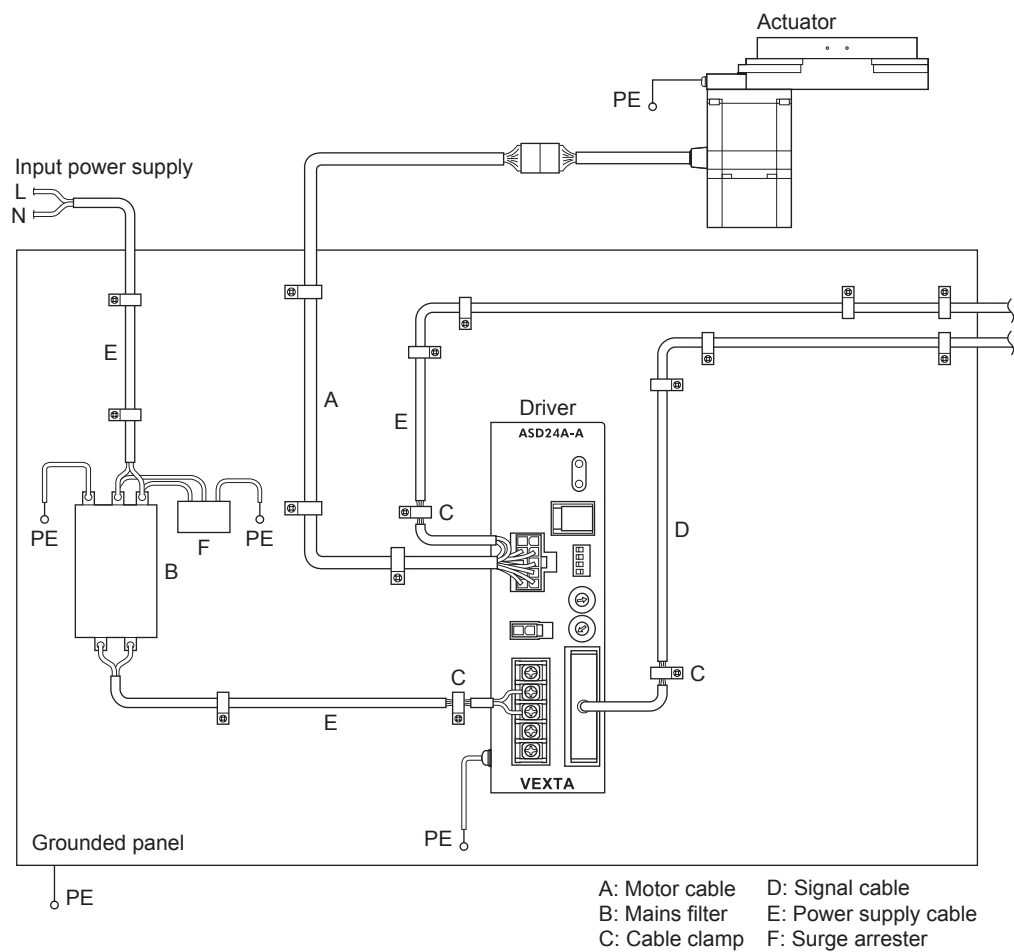 Actuator
PE
Input power supply
L
N
E
A
Driver
ASD24A-A
E
C
PE
F
PE
D
B
C
C
E
VEXTA
PE
Grounded panel
PE
A: Motor cable D: Signal cable
B: Mains filter E: Power supply cable
C: Cable clamp F: Surge arrester